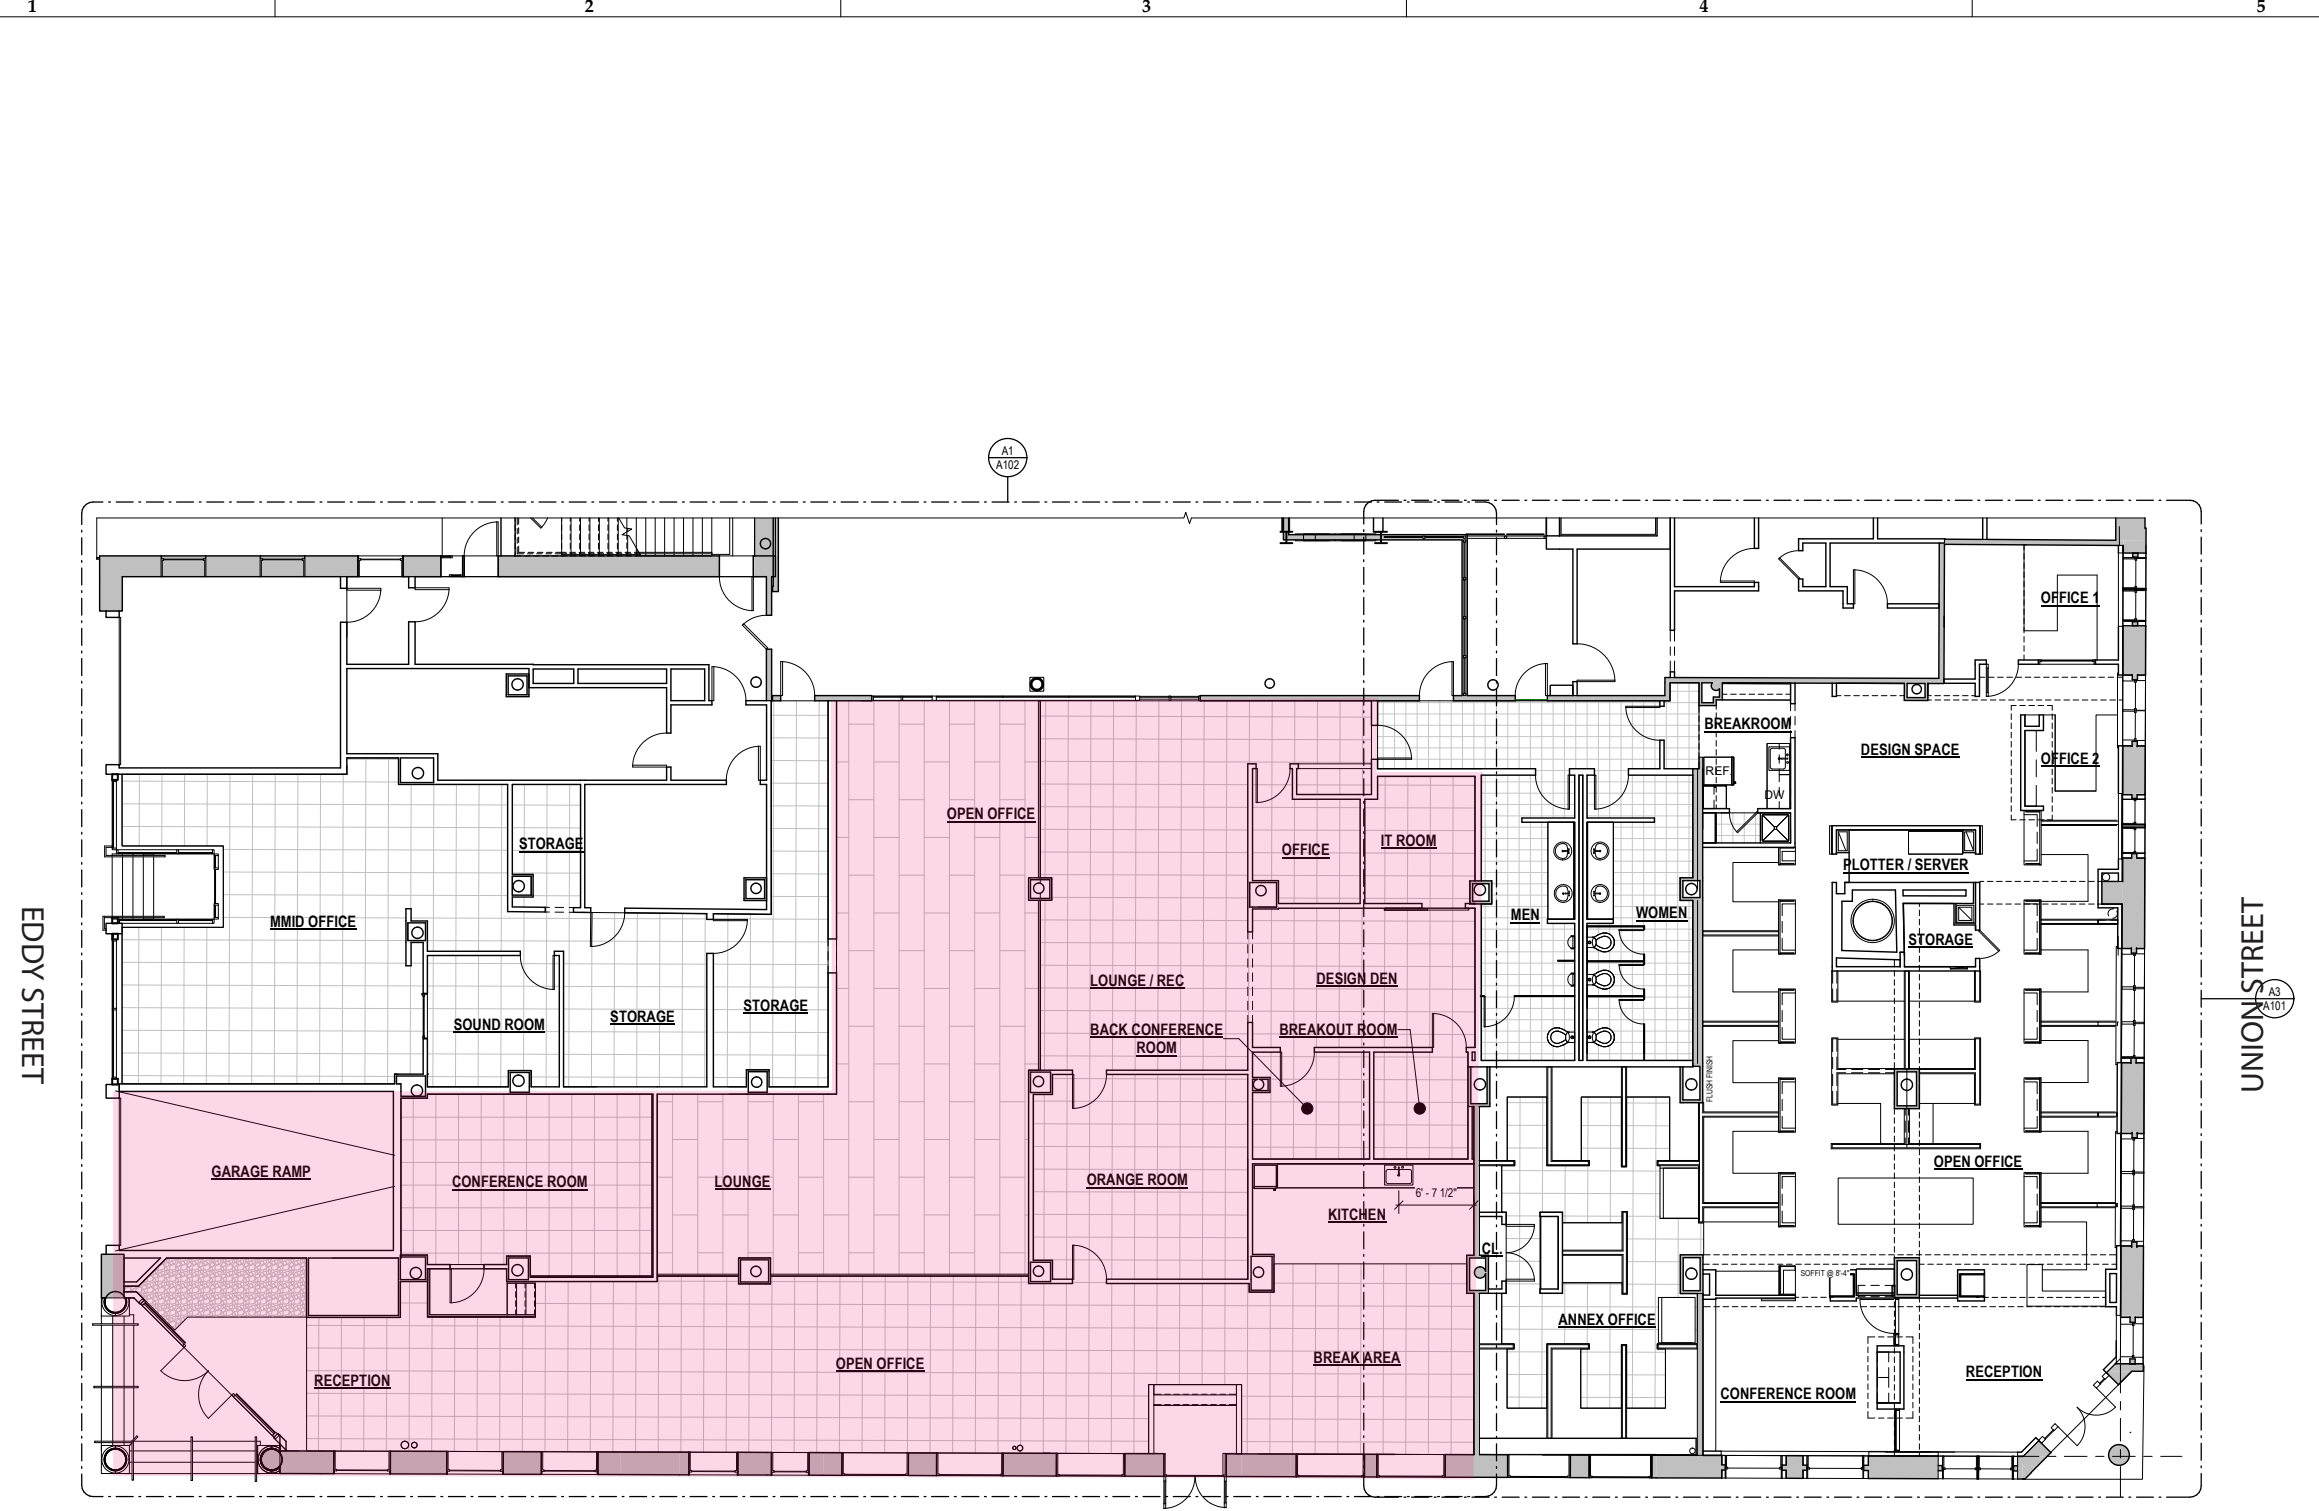 1 2 3 4 5
A1
A102
OFFICE 1
BREAKROOM
DESIGN SPACE
OFFICE 2
REF.
DW
OPEN OFFICE
STORAGE
OFFICE
IT ROOM
PLOTTER / SERVER
MMID OFFICE
MEN
WOMEN
STORAGE
EDDY STREET
UNION STREET
LOUNGE / REC
DESIGN DEN
A3
A101
STORAGE
STORAGE
SOUND ROOM
BACK CONFERENCE
ROOM
BREAKOUT ROOM
FLUSH FINISH
GARAGE RAMP
CONFERENCE ROOM
LOUNGE
ORANGE ROOM
OPEN OFFICE
6' - 7 1/2"
KITCHEN
CL.
SOFFIT @ 8'-4"
ANNEX OFFICE
RECEPTION
OPEN OFFICE
BREAK AREA
CONFERENCE ROOM
RECEPTION